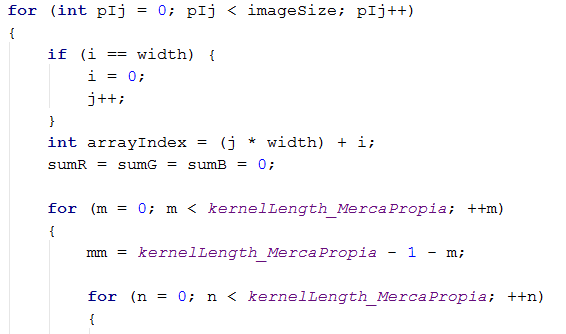 for (int pIj = 0; pIj < imageSize; pIj++)
{
if (i == width) {
i = 0;
j++;
}
int arrayIndex = (j * width) + i;
sumR = sumG = sumB = 0;
for (m = 0; m < kernelLength_MercaPropia; ++m)
{
mm = kernelLength_MercaPropia - 1 - m;
for (n = 0; n < kernelLength_MercaPropia; ++n)
{